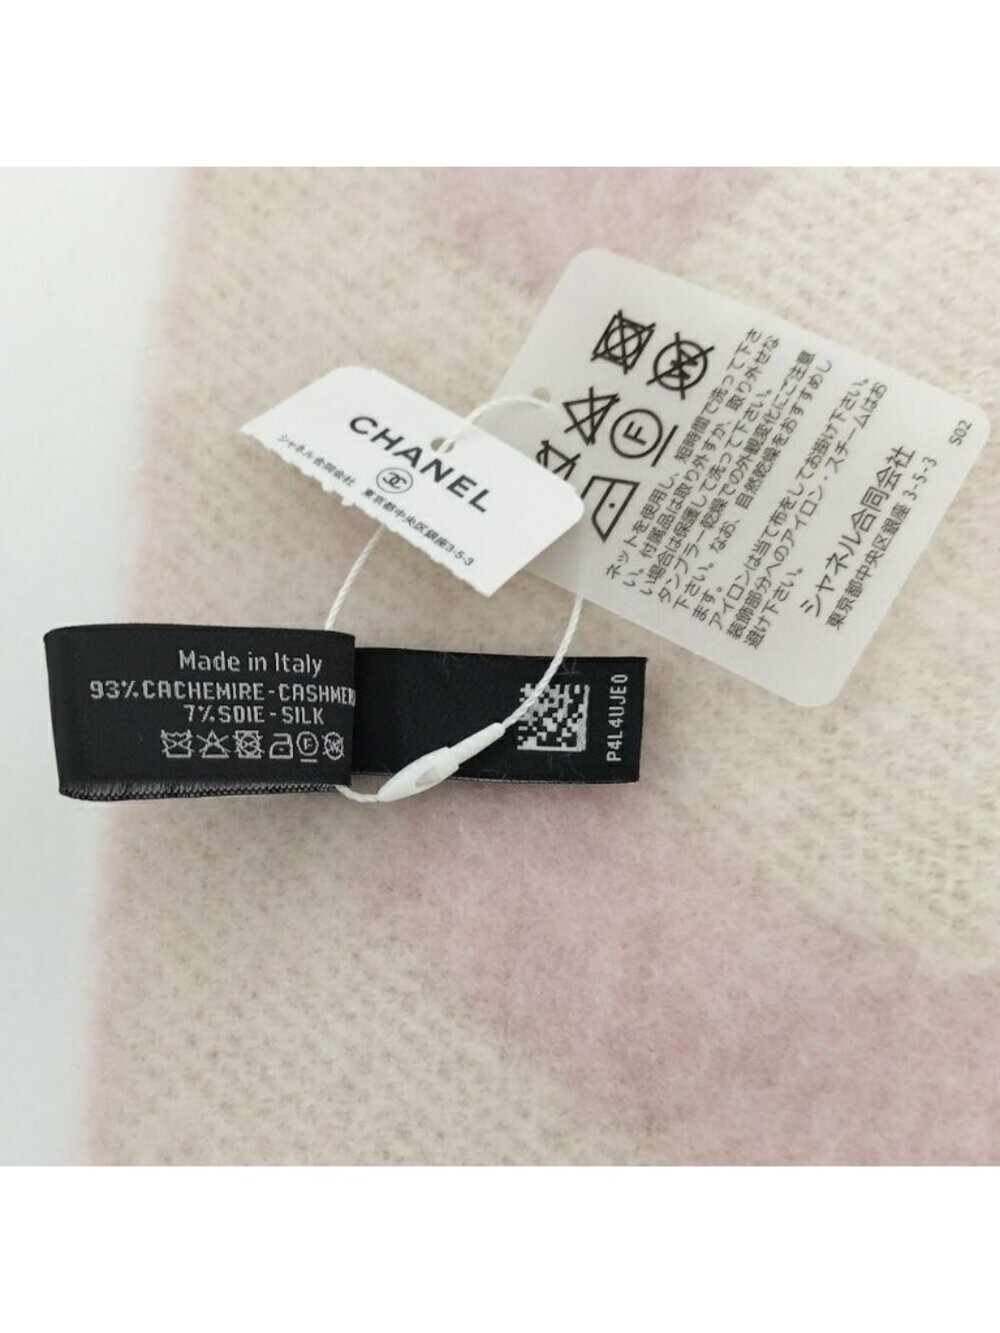 CHANEL
シャネル合同会社 東京都中央区銀座3-5-3
ネットを使用し、短時間で洗って下さ
い。付属品は取り外すか、取り外せな
い場合は保護して洗って下さい。
タンブラー乾燥での外観変化にご注意
下さい。なお、自然乾燥をおすすめし
ます。
アイロンは当て布をしてお掛け下さい。
装飾部分へのアイロン・スチームはお
避け下さい。
シャネル合同会社
東京都中央区銀座 3-5-3
S02
Made in Italy
93% CACHEMIRE - CASHMER
7% SOIE - SILK
P4L4UJE0